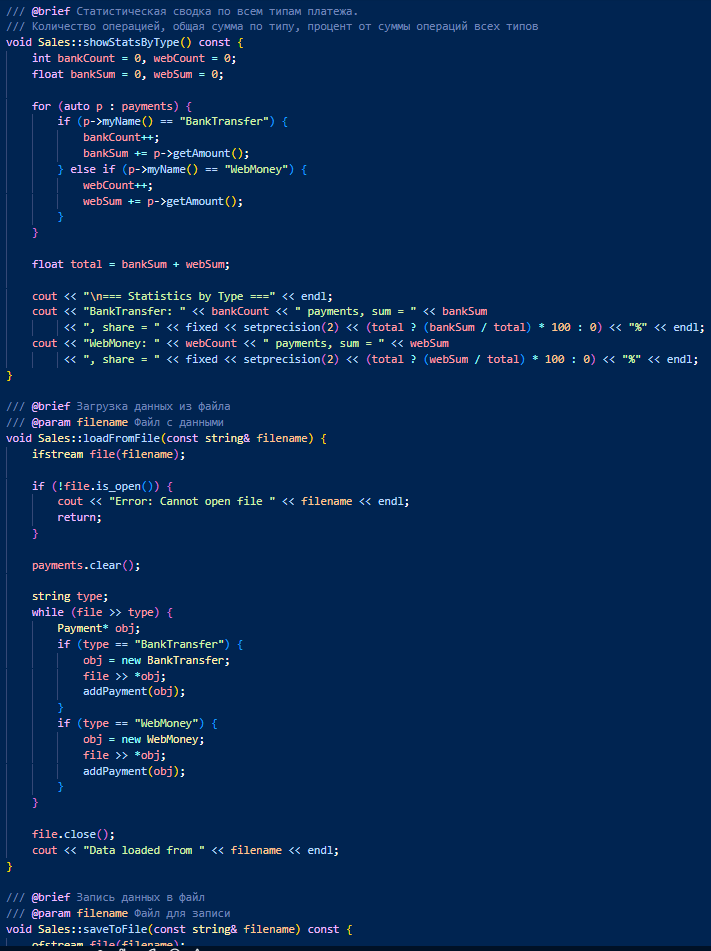 /// @brief Статистическая сводка по всем типам платежа.
/// Количество операцией, общая сумма по типу, процент от суммы операций всех типов
void Sales::showStatsByType() const {
    int bankCount = 0, webCount = 0;
    float bankSum = 0, webSum = 0;

    for (auto p : payments) {
        if (p->myName() == "BankTransfer") {
            bankCount++;
            bankSum += p->getAmount();
        } else if (p->myName() == "WebMoney") {
            webCount++;
            webSum += p->getAmount();
        }
    }

    float total = bankSum + webSum;

    cout << "\n=== Statistics by Type ===" << endl;
    cout << "BankTransfer: " << bankCount << " payments, sum = " << bankSum
         << ", share = " << fixed << setprecision(2) << (total ? (bankSum / total) * 100 : 0) << "%" << endl;
    cout << "WebMoney: " << webCount << " payments, sum = " << webSum
         << ", share = " << fixed << setprecision(2) << (total ? (webSum / total) * 100 : 0) << "%" << endl;
}

/// @brief Загрузка данных из файла
/// @param filename Файл с данными
void Sales::loadFromFile(const string& filename) {
    ifstream file(filename);

    if (!file.is_open()) {
        cout << "Error: Cannot open file " << filename << endl;
        return;
    }

    payments.clear();

    string type;
    while (file >> type) {
        Payment* obj;
        if (type == "BankTransfer") {
            obj = new BankTransfer;
            file >> *obj;
            addPayment(obj);
        }
        if (type == "WebMoney") {
            obj = new WebMoney;
            file >> *obj;
            addPayment(obj);
        }
    }

    file.close();
    cout << "Data loaded from " << filename << endl;
}

/// @brief Запись данных в файл
/// @param filename Файл для записи
void Sales::saveToFile(const string& filename) const {
    ofstream file(filename);